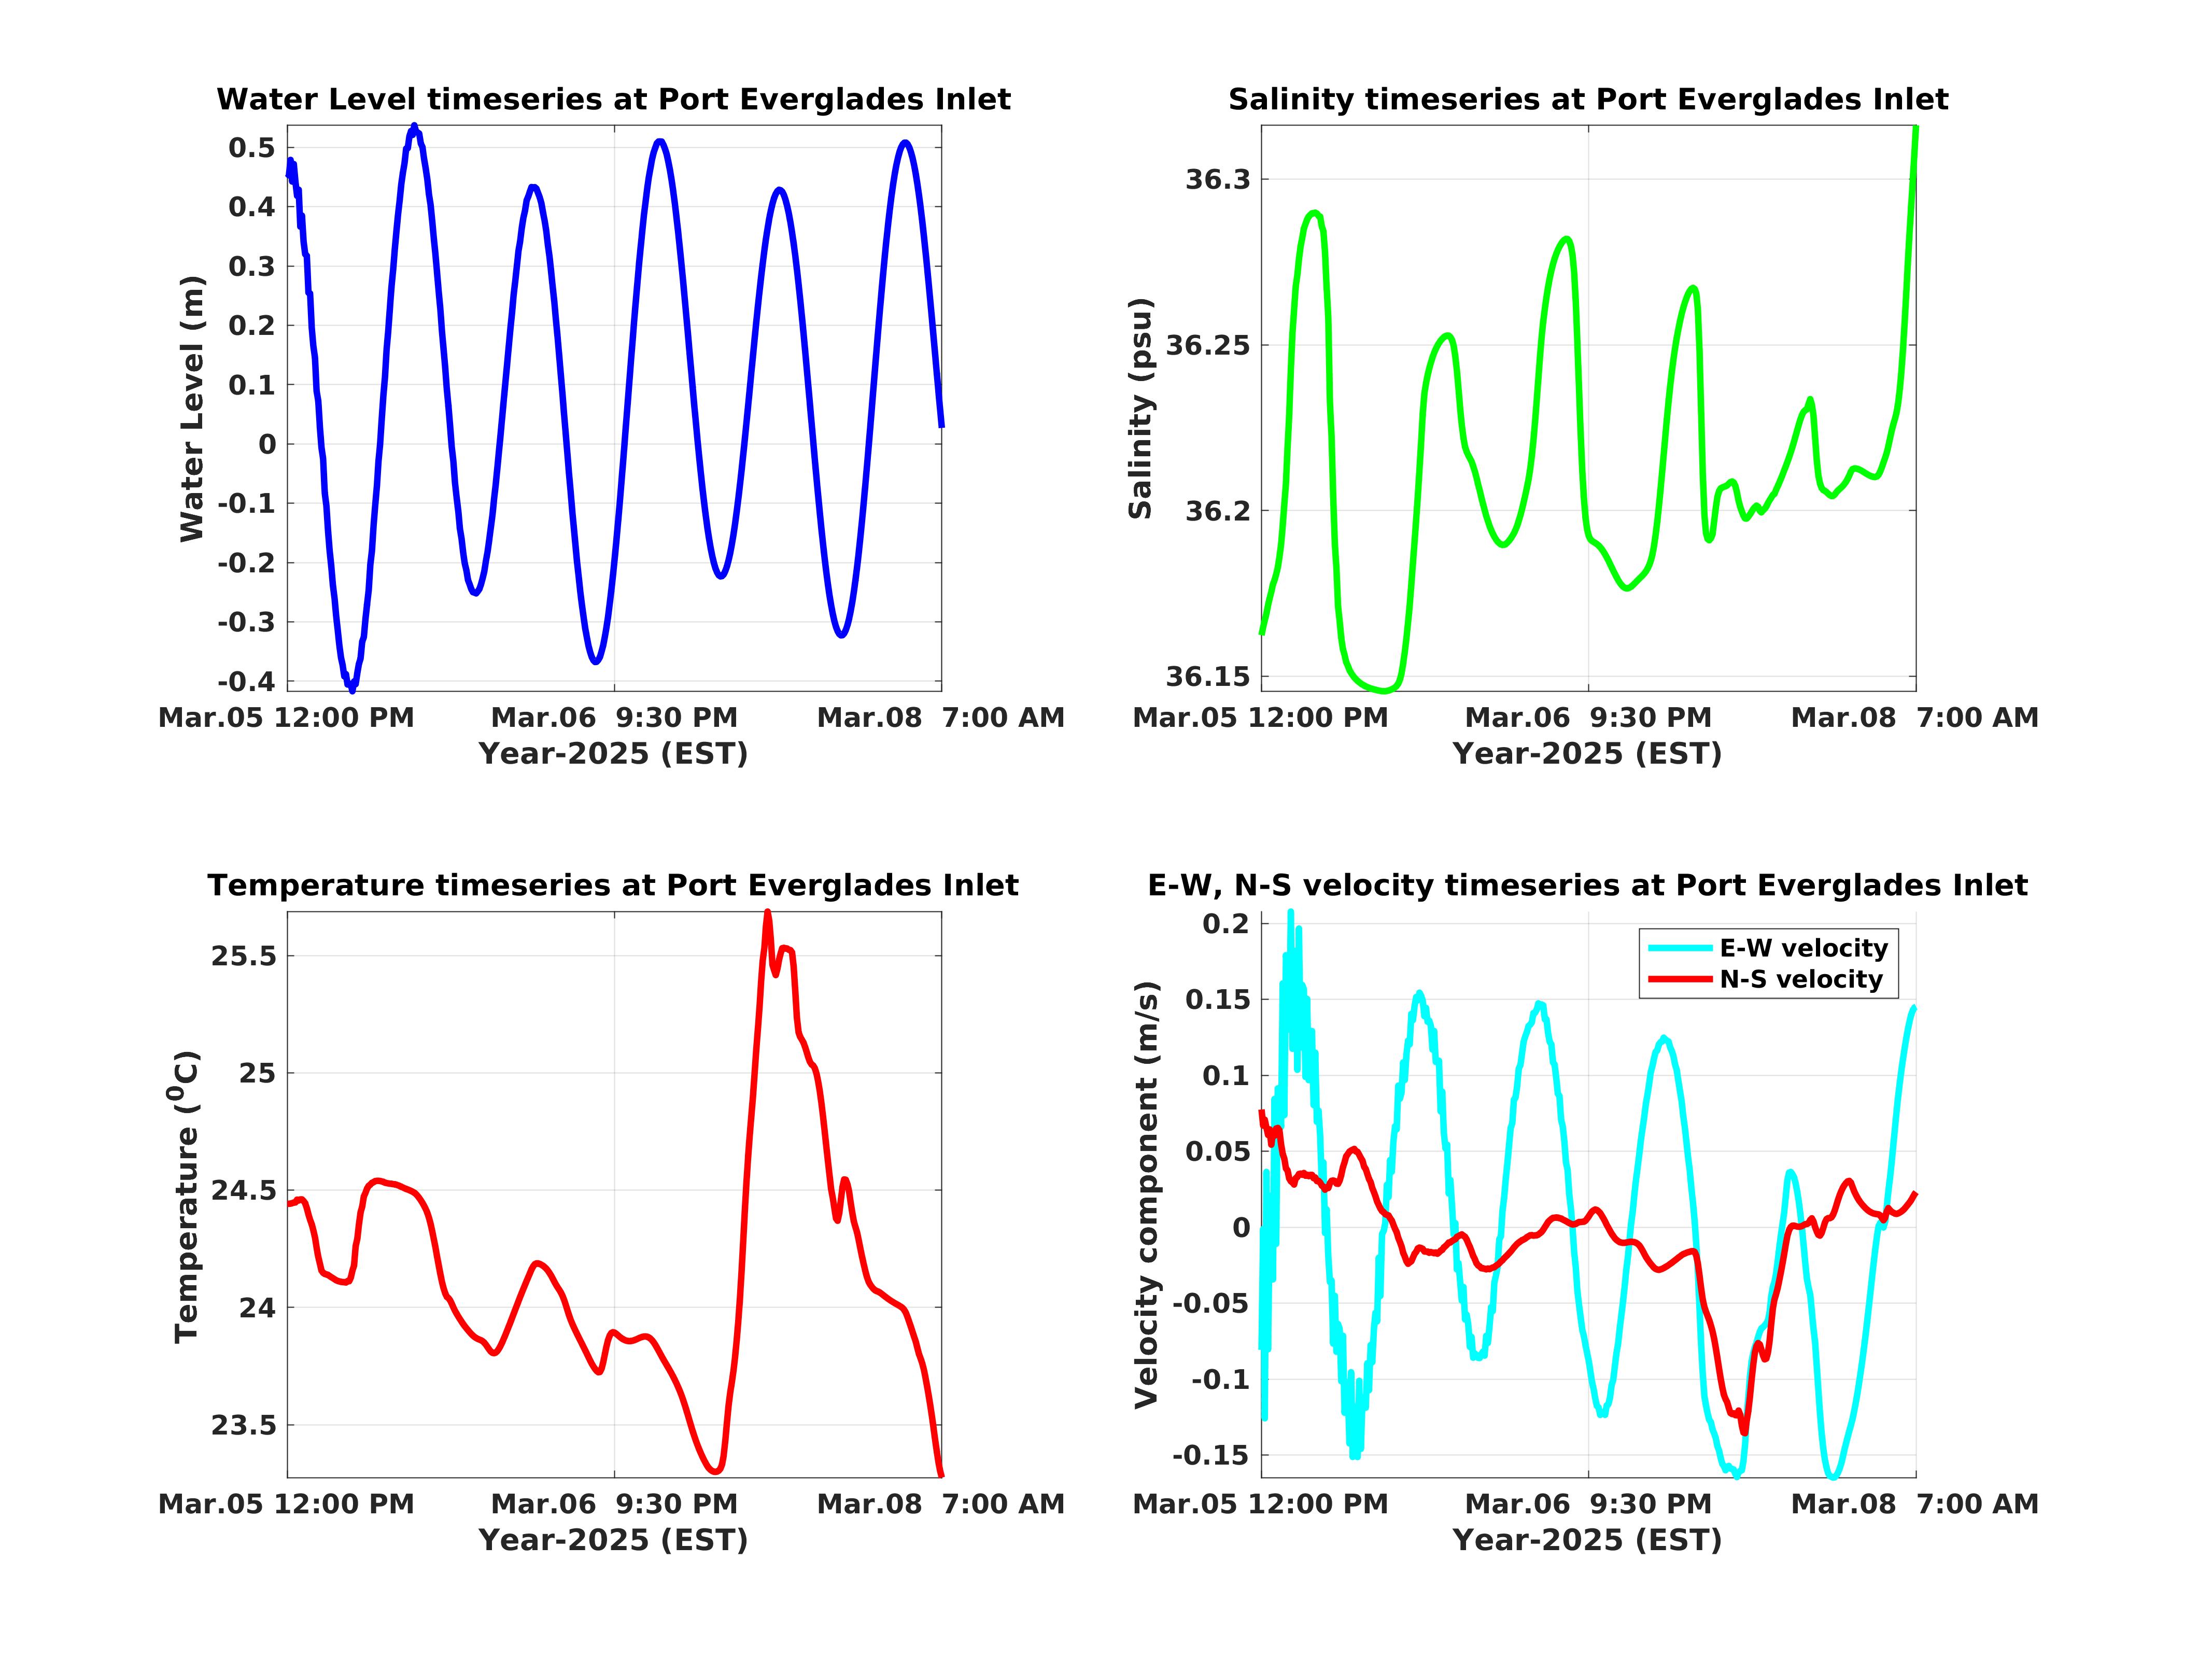 Water Level timeseries at Port Everglades Inlet
0.5
0.4
0.3
0.2
0.1
0
-0.1
-0.2
-0.3
-0.4
Water Level (m)
Mar.05 12:00 PM
Mar.06 9:30 PM
Mar.08 7:00 AM
Year-2025 (EST)
Salinity timeseries at Port Everglades Inlet
36.3
36.25
36.2
36.15
Salinity (psu)
Mar.05 12:00 PM
Mar.06 9:30 PM
Mar.08 7:00 AM
Year-2025 (EST)
Temperature timeseries at Port Everglades Inlet
25.5
25
24.5
24
23.5
Temperature (⁰C)
Mar.05 12:00 PM
Mar.06 9:30 PM
Mar.08 7:00 AM
Year-2025 (EST)
E-W, N-S velocity timeseries at Port Everglades Inlet
0.2
0.15
0.1
0.05
0
-0.05
-0.1
-0.15
Velocity component (m/s)
E-W velocity
N-S velocity
Mar.05 12:00 PM
Mar.06 9:30 PM
Mar.08 7:00 AM
Year-2025 (EST)